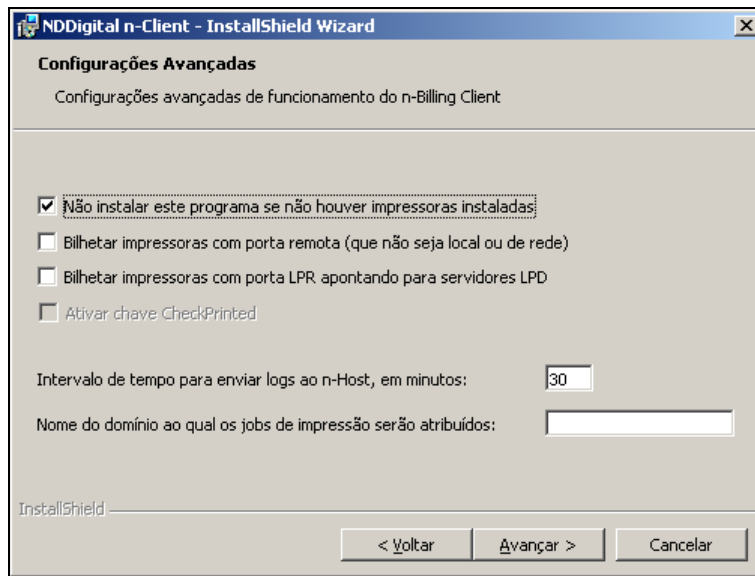 NDDigital n-Client - InstallShield Wizard
Configurações Avançadas
Configurações avançadas de funcionamento do n-Billing Client
Não instalar este programa se não houver impressoras instaladas
Bilhetar impressoras com porta remota (que não seja local ou de rede)
Bilhetar impressoras com porta LPR apontando para servidores LPD
Ativar chave CheckPrinted
Intervalo de tempo para enviar logs ao n-Host, em minutos: 30
Nome do domínio ao qual os jobs de impressão serão atribuídos:
InstallShield
< Voltar Avançar > Cancelar